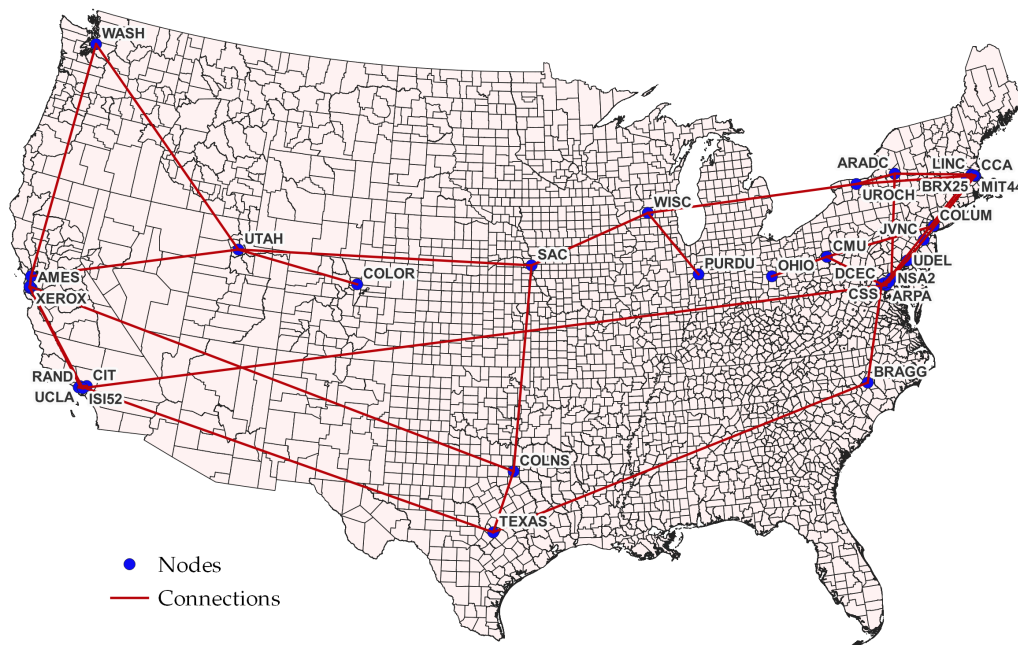 WASH
ARADC
LINC
CCA
BRX25
MIT44
UROCH
WISC
COLUM
JVNC
UTAH
CMU
SAC
UDEL
AMES
COLOR
PURDU
OHIO
DCEC
NSA2
XEROX
CSS
ARPA
RAND
CIT
BRAGG
UCLA
ISI52
COLNS
TEXAS
Nodes
Connections